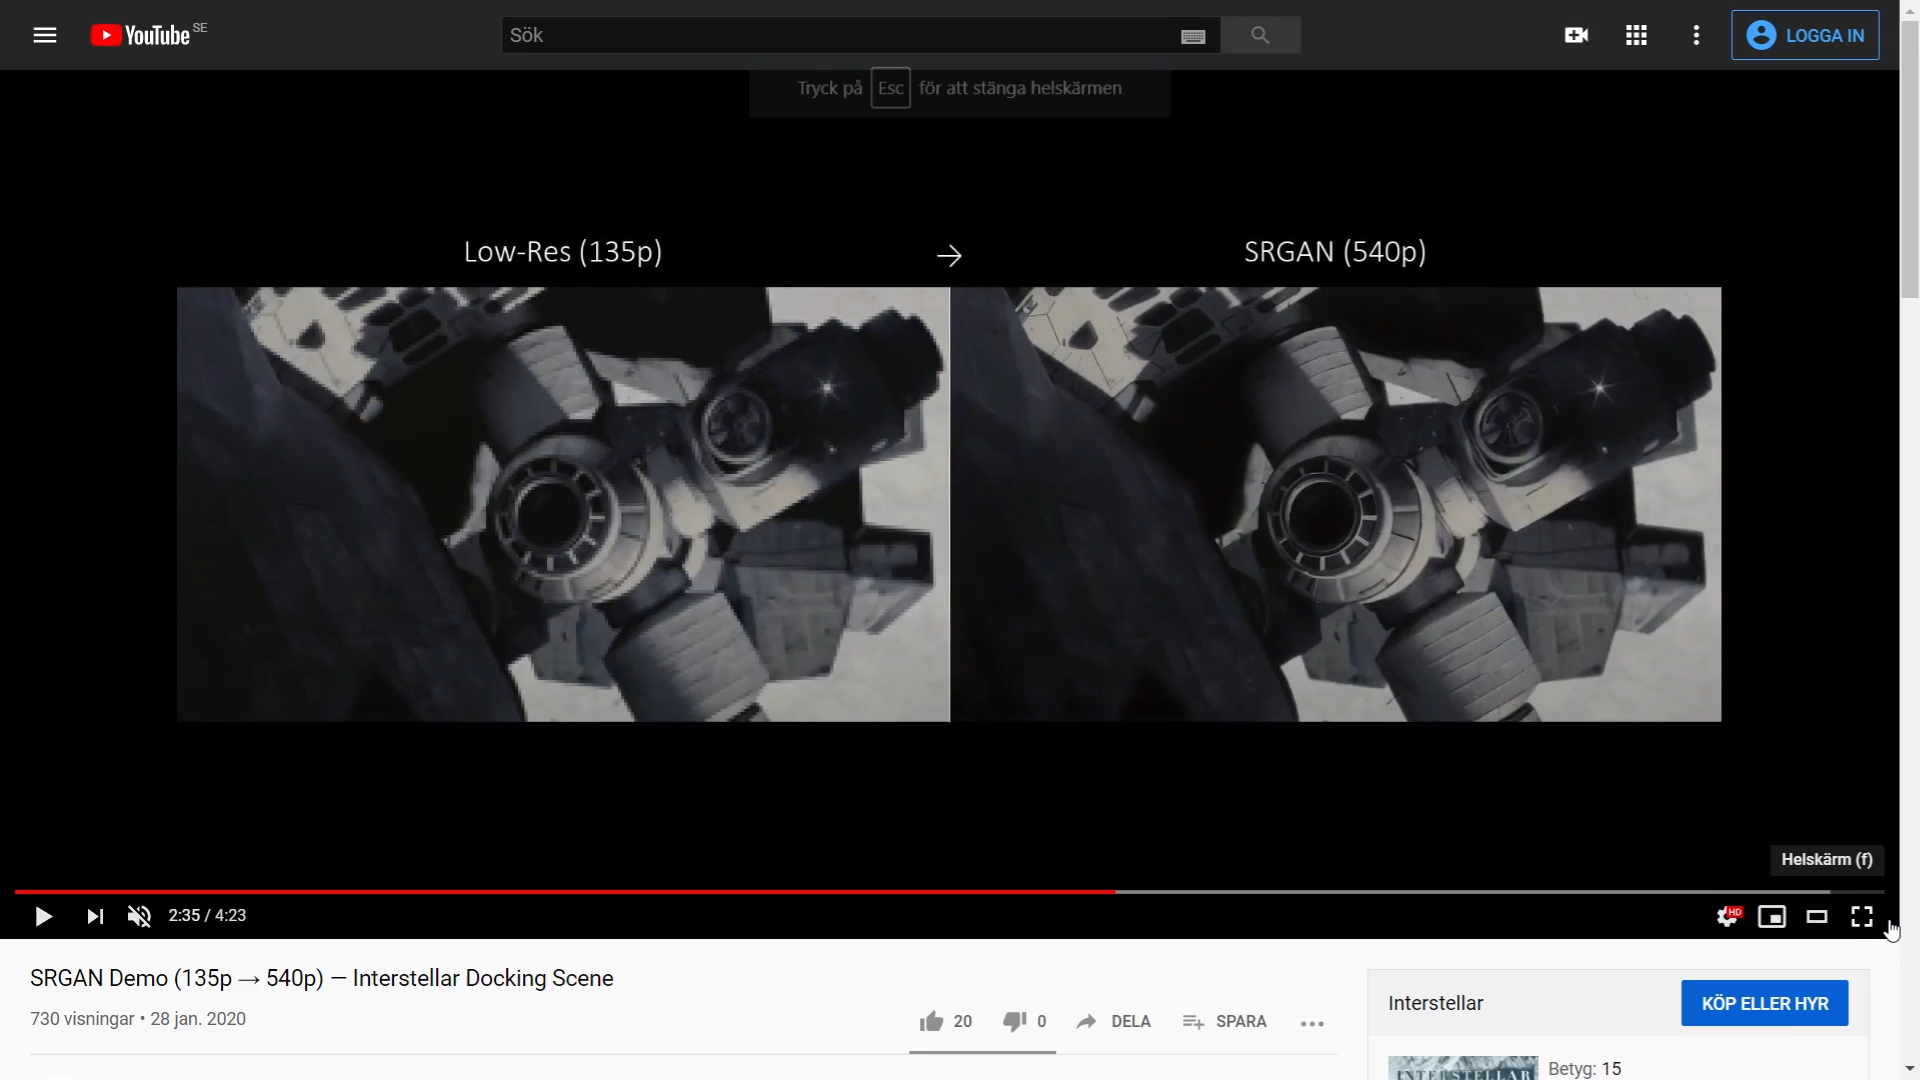 YouTube SE
Sök
LOGGA IN
Tryck på Esc för att stänga helskärmen
Low-Res (135p) → SRGAN (540p)
Helskärm (f)
2:35 / 4:23
HD
SRGAN Demo (135p → 540p) – Interstellar Docking Scene
730 visningar • 28 jan. 2020
20
0
DELA
SPARA
Interstellar
KÖP ELLER HYR
INTERSTELLAR
Betyg: 15